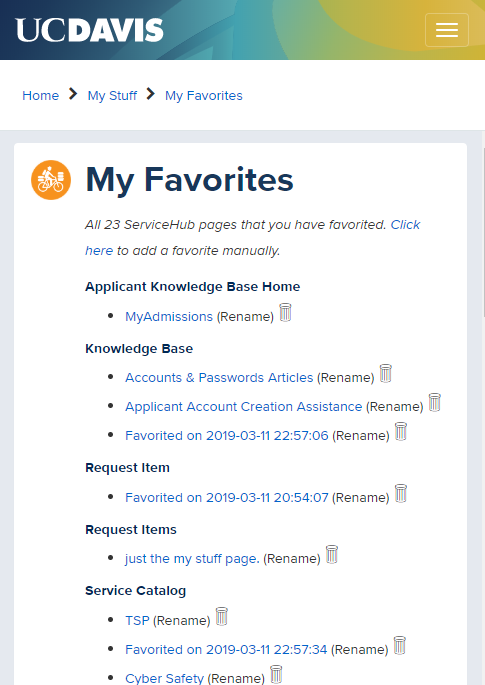 UCDAVIS
Home > My Stuff > My Favorites
My Favorites
All 23 ServiceHub pages that you have favorited. Click
here to add a favorite manually.
Applicant Knowledge Base Home
MyAdmissions (Rename)
Knowledge Base
Accounts & Passwords Articles (Rename)
Applicant Account Creation Assistance (Rename)
Favorited on 2019-03-11 22:57:06 (Rename)
Request Item
Favorited on 2019-03-11 20:54:07 (Rename)
Request Items
just the my stuff page. (Rename)
Service Catalog
TSP (Rename)
Favorited on 2019-03-11 22:57:34 (Rename)
Cyber Safety (Rename)